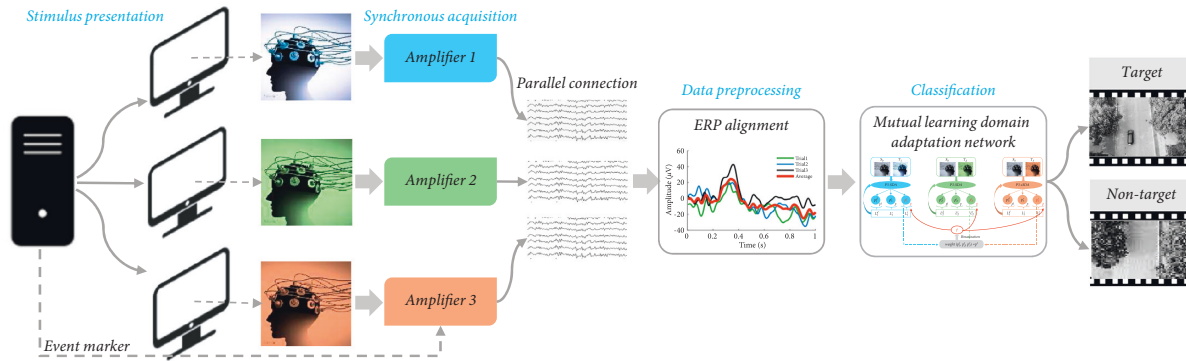 Stimulus presentation
Synchronous acquisition
Amplifier 1
Parallel connection
Amplifier 2
Amplifier 3
Event marker
Data preprocessing
ERP alignment
Trial1
Trial2
Trial3
Average
Amplitude (μV)
60
40
20
0
-20
-40
0
0.2
0.4
0.6
0.8
1
Time (s)
Classification
Mutual learning domain
adaptation network
Target
Non-target